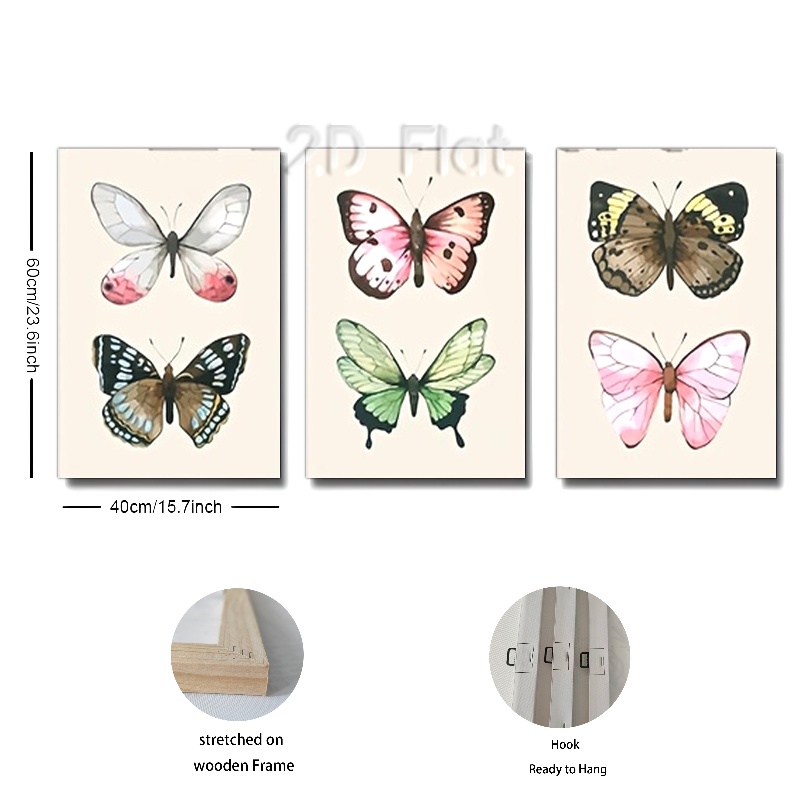 2D Flat
60cm/23.6inch
40cm/15.7inch
stretched on
wooden Frame
Hook
Ready to Hang